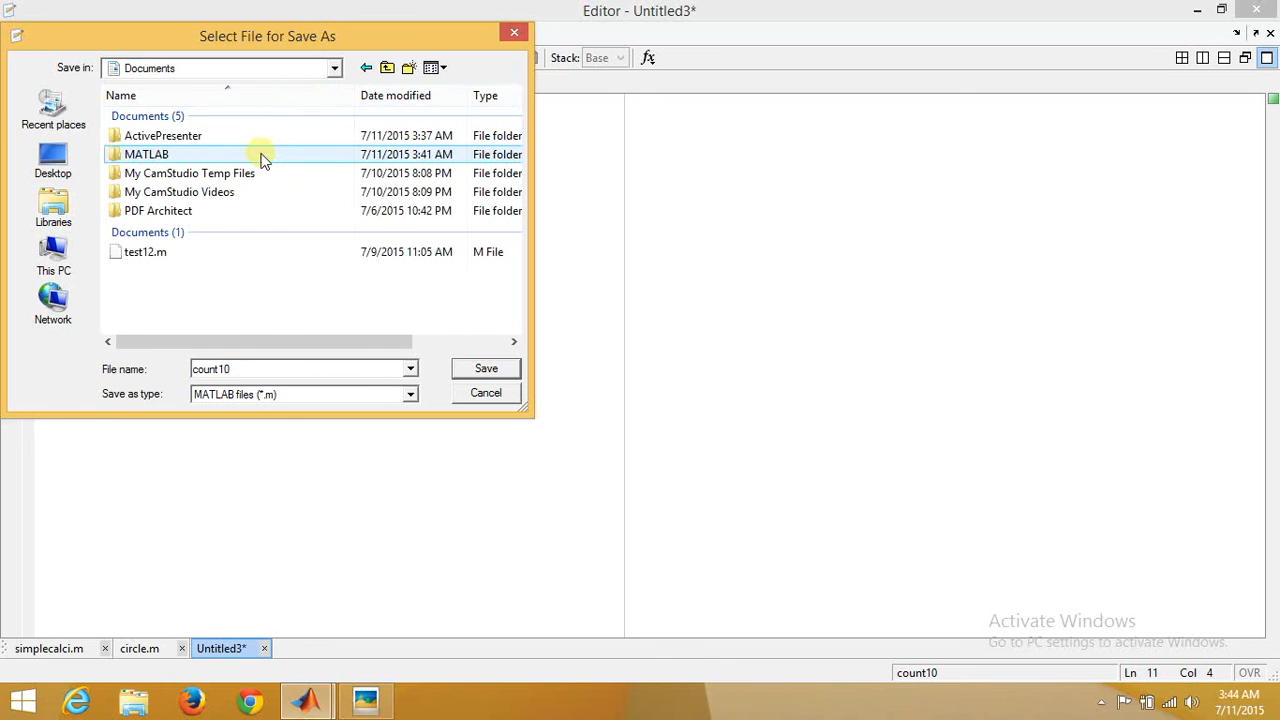 Editor - Untitled3*
Select File for Save As
Save in: Documents
Stack: Base fx
Name Date modified Type
Documents (5)
ActivePresenter 7/11/2015 3:37 AM File folder
MATLAB 7/11/2015 3:41 AM File folder
My CamStudio Temp Files 7/10/2015 8:08 PM File folder
My CamStudio Videos 7/10/2015 8:09 PM File folder
PDF Architect 7/6/2015 10:42 PM File folder
Documents (1)
test12.m 7/9/2015 11:05 AM M File
Recent places
Desktop
Libraries
This PC
Network
File name: count10 Save
Save as type: MATLAB files (*.m) Cancel
Activate Windows
Go to PC settings to activate Windows.
simplecalci.m circle.m Untitled3*
count10 Ln 11 Col 4 OVR
3:44 AM
7/11/2015